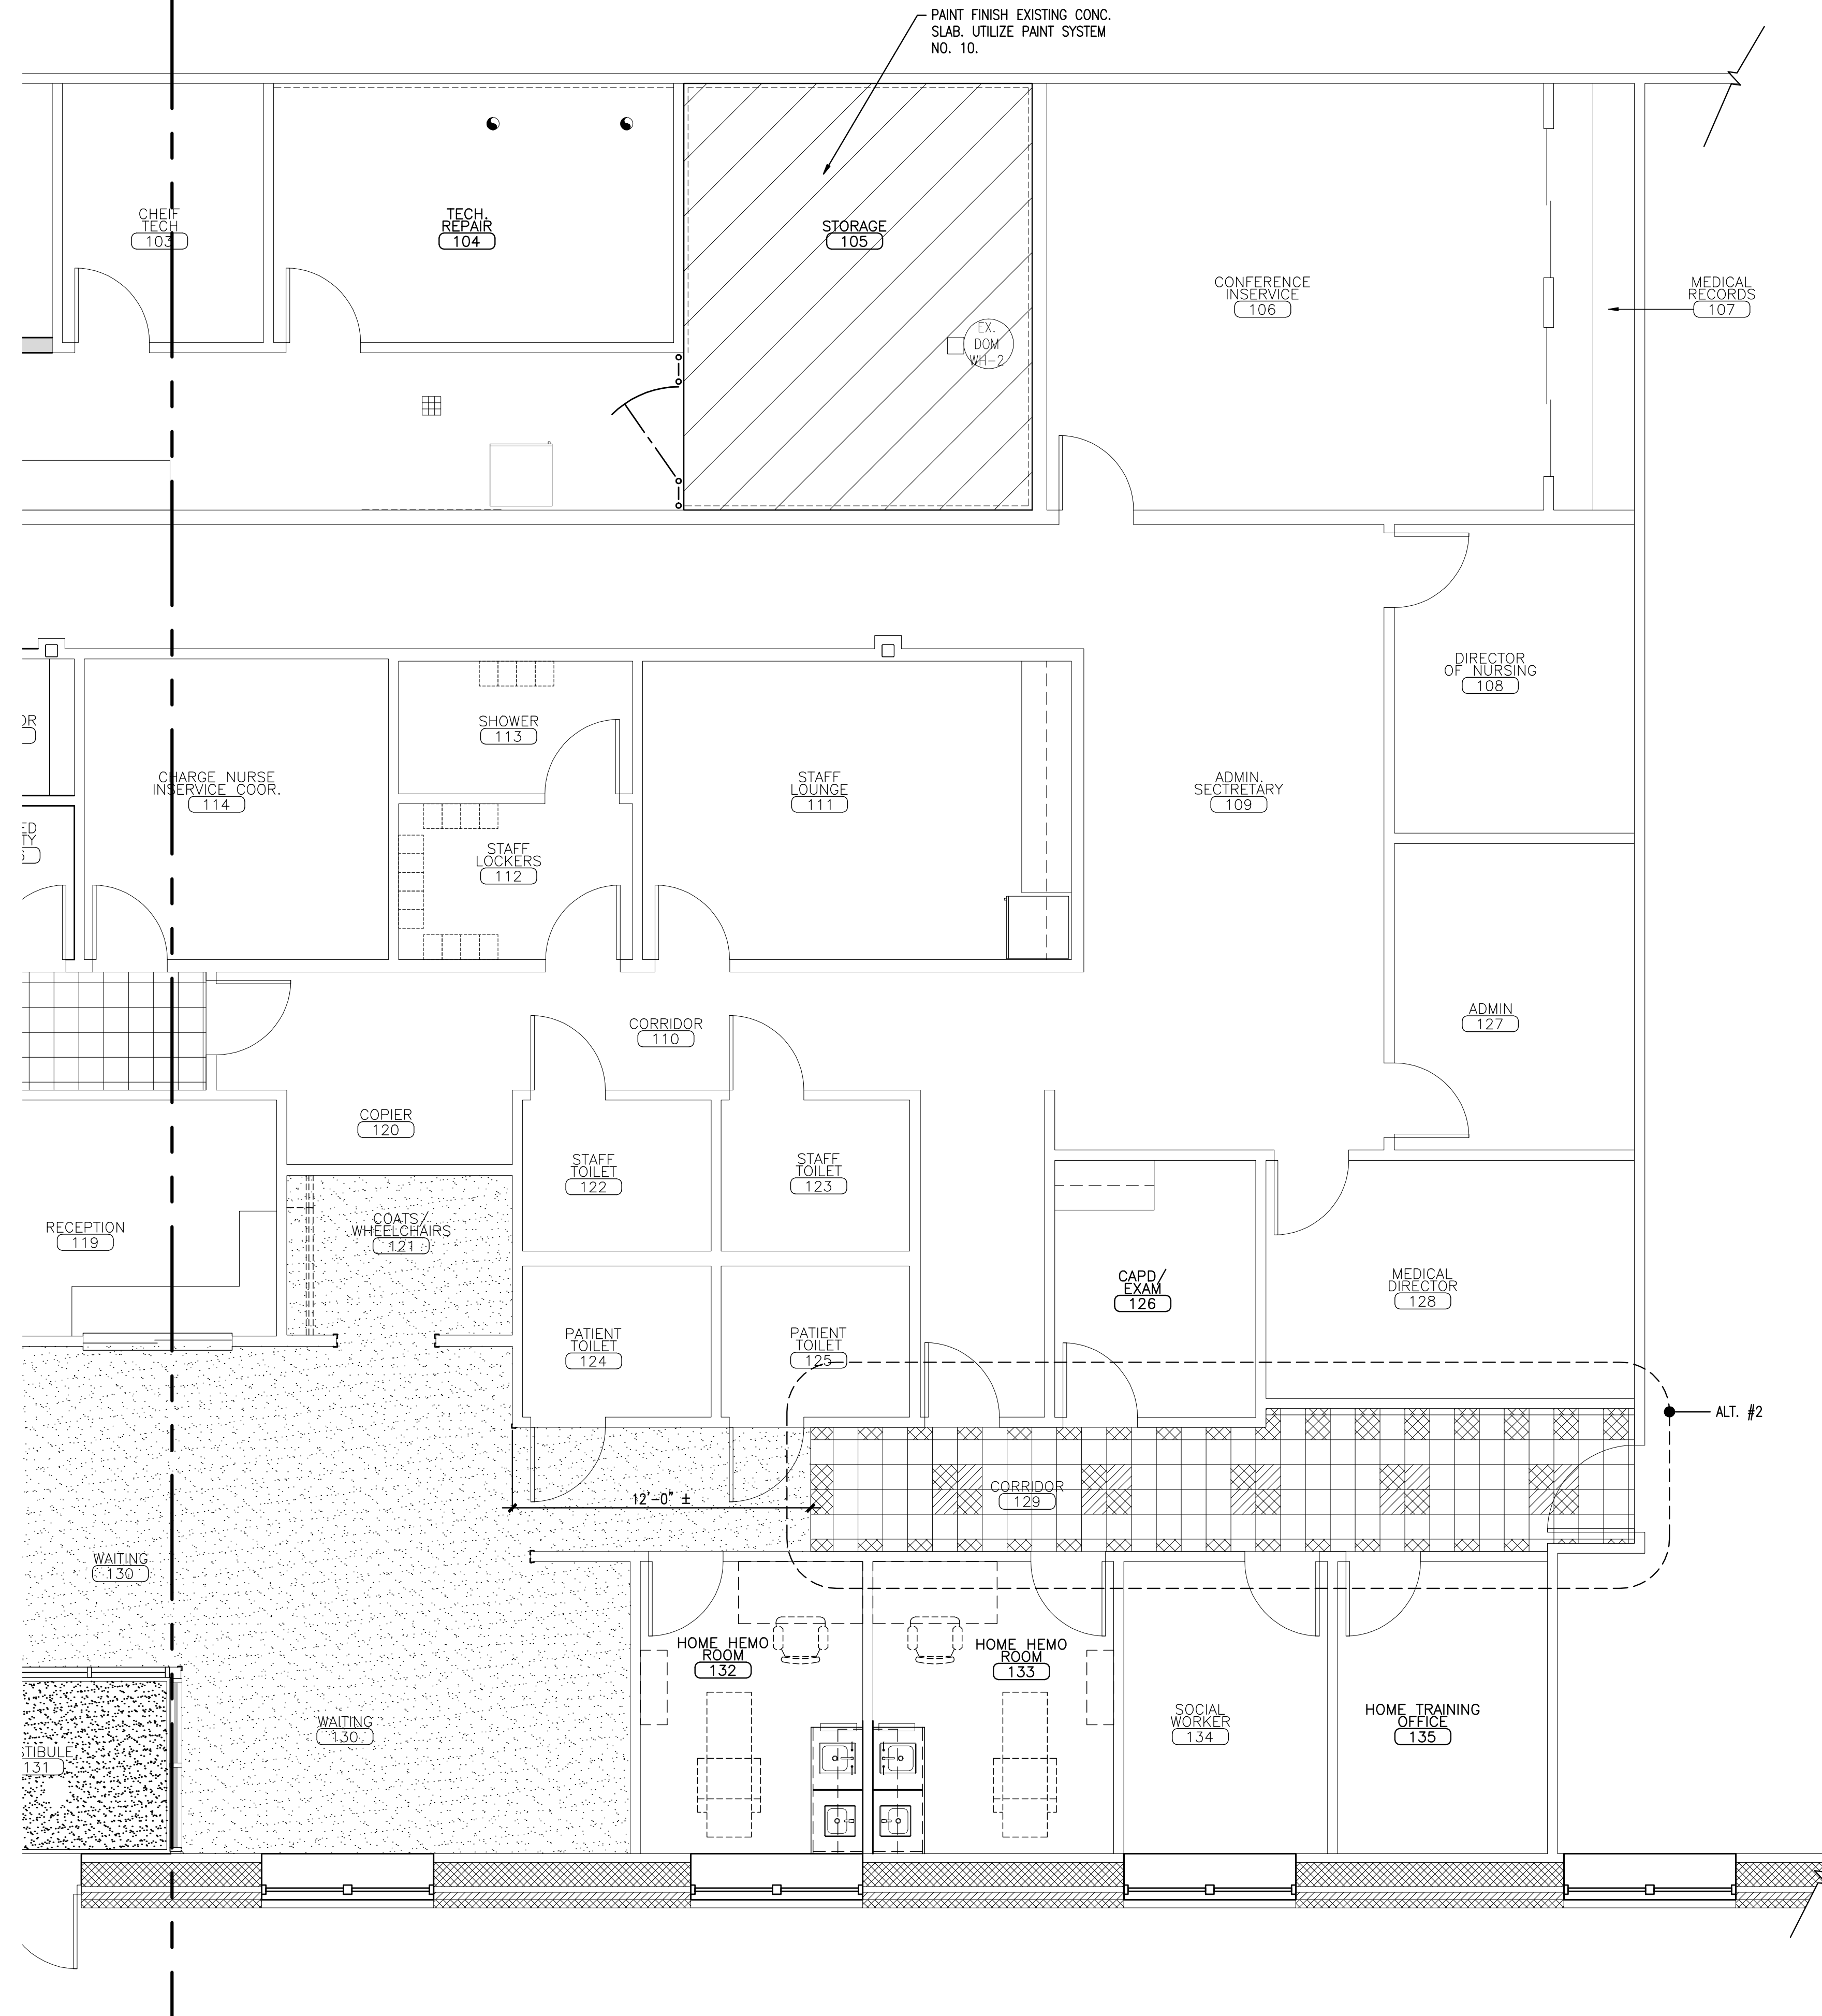 PAINT FINISH EXISTING CONC.
SLAB. UTILIZE PAINT SYSTEM
NO. 10.
CHEIF
TECH
103
TECH.
REPAIR
104
STORAGE
105
EX.
DOM
WH-2
CONFERENCE
INSERVICE
106
MEDICAL
RECORDS
107
DIRECTOR
OF NURSING
108
OR
SHOWER
113
CHARGE NURSE
INSERVICE COOR.
114
STAFF
LOUNGE
111
ADMIN.
SECTRETARY
109
ED
TY
STAFF
LOCKERS
112
CORRIDOR
110
ADMIN
127
COPIER
120
STAFF
TOILET
122
STAFF
TOILET
123
RECEPTION
119
COATS/
WHEELCHAIRS
121
CAPD/
EXAM
126
MEDICAL
DIRECTOR
128
PATIENT
TOILET
124
PATIENT
TOILET
125
ALT. #2
12'-0" ±
CORRIDOR
129
WAITING
130
HOME HEMO
ROOM
132
HOME HEMO
ROOM
133
WAITING
130
SOCIAL
WORKER
134
HOME TRAINING
OFFICE
135
STIBULE
131